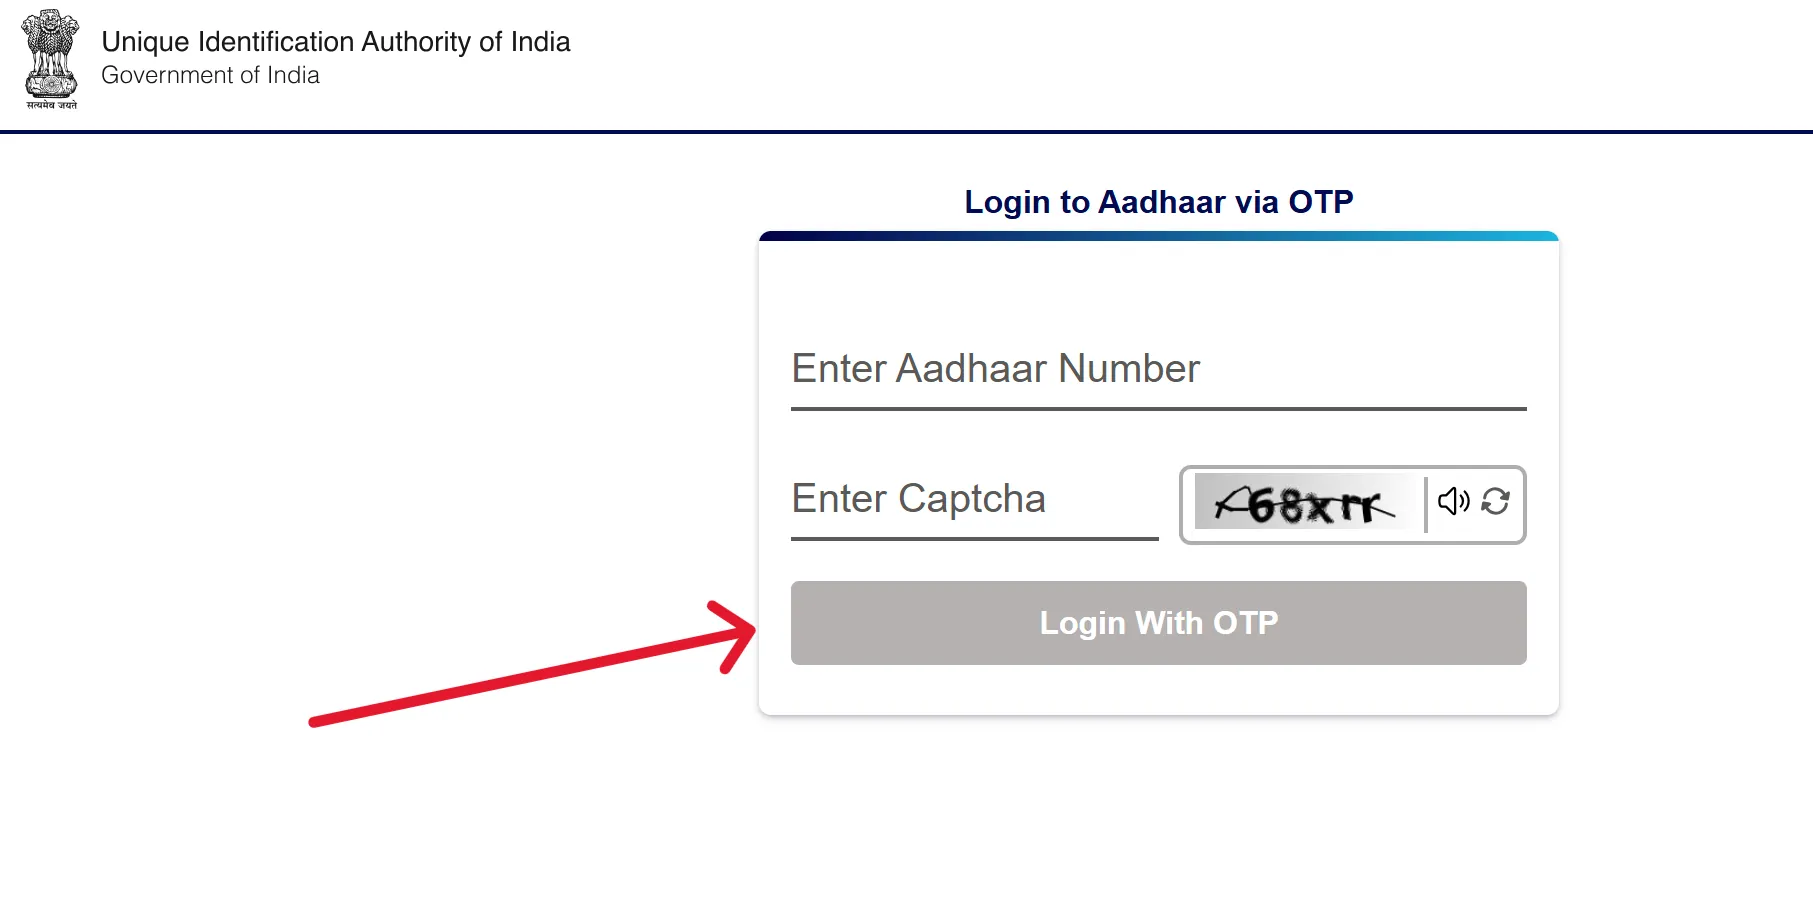 Unique Identification Authority of India
Government of India
सत्यमेव जयते
Login to Aadhaar via OTP
Enter Aadhaar Number
Enter Captcha
Login With OTP